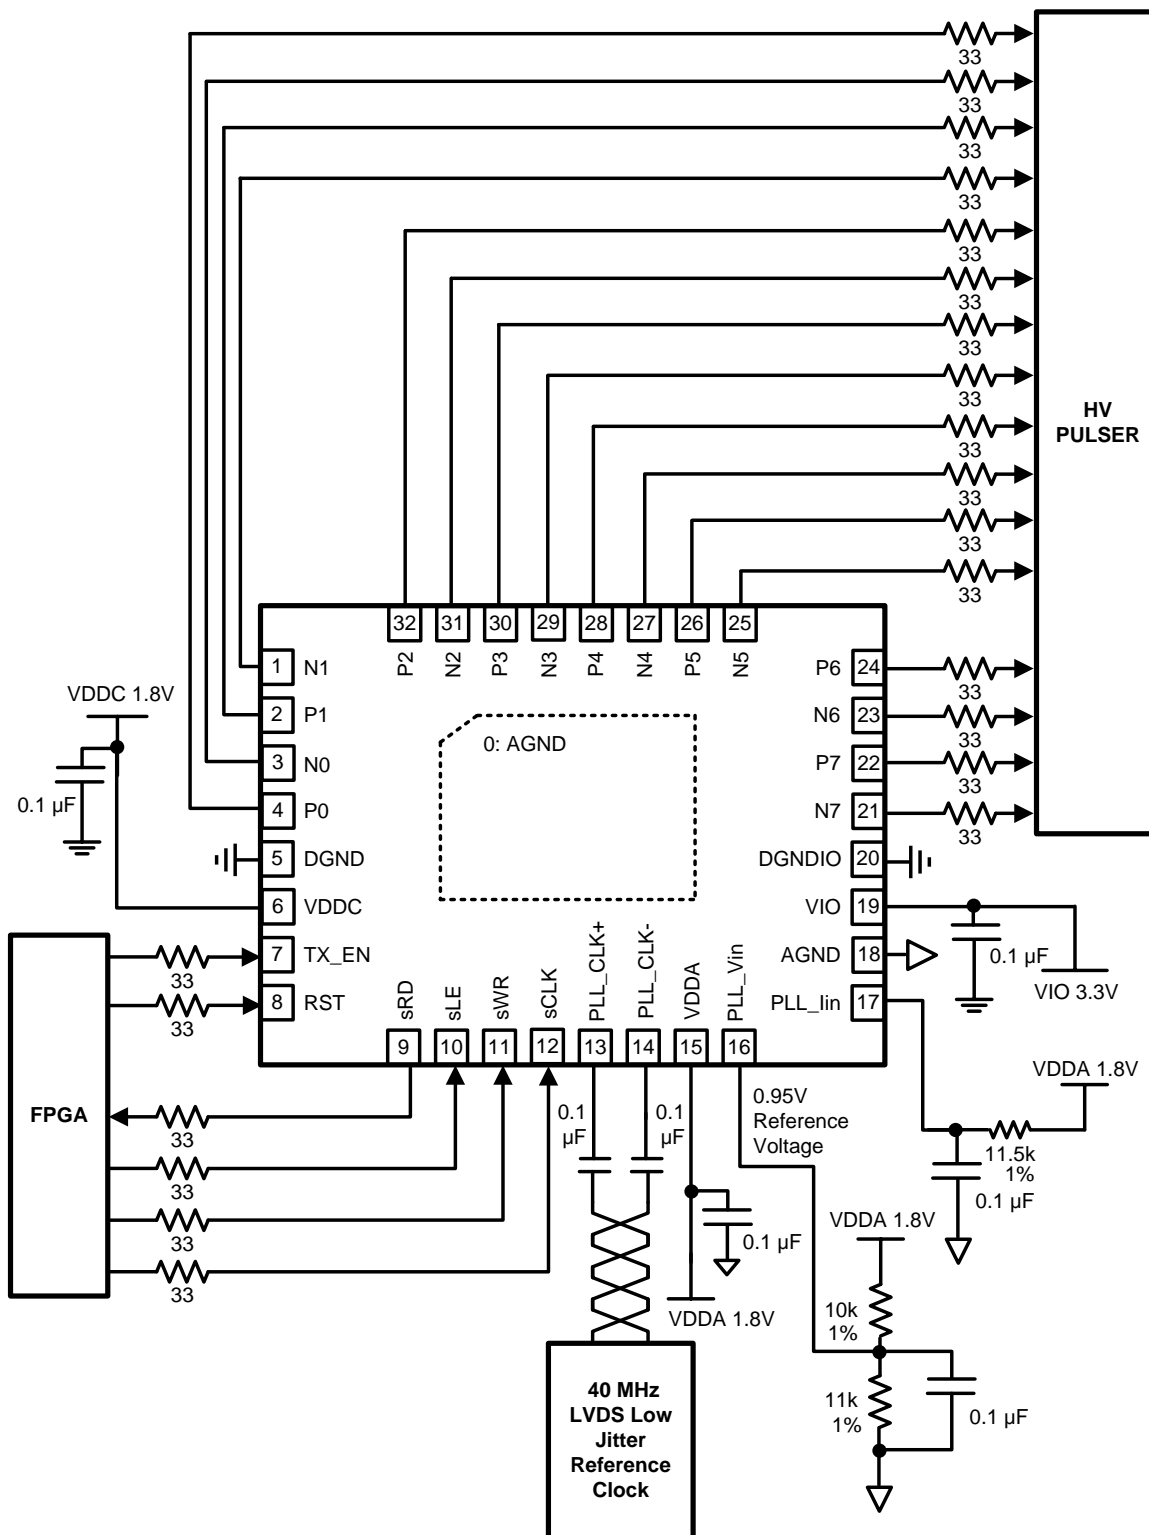 33
33
33
33
33
33
33
33
HV
PULSER
33
33
33
33
32 31 30 29 28 27 26 25
P2 N2 P3 N3 P4 N4 P5 N5
1 N1
P6 24
33
VDDC 1.8V
2 P1
N6 23
33
0: AGND
3 N0
P7 22
33
0.1 µF
4 P0
N7 21
33
5 DGND
DGNDIO 20
6 VDDC
VIO 19
0.1 µF
VIO 3.3V
33
7 TX_EN
AGND 18
33
8 RST
PLL_Iin 17
sRD sLE sWR sCLK PLL_CLK+ PLL_CLK- VDDA PLL_Vin
9 10 11 12 13 14 15 16
VDDA 1.8V
FPGA
33
33
33
33
0.1
µF
0.1
µF
0.95V
Reference
Voltage
11.5k
1%
0.1 µF
VDDA 1.8V
0.1 µF
VDDA 1.8V
10k
1%
11k
1%
0.1 µF
40 MHz
LVDS Low
Jitter
Reference
Clock